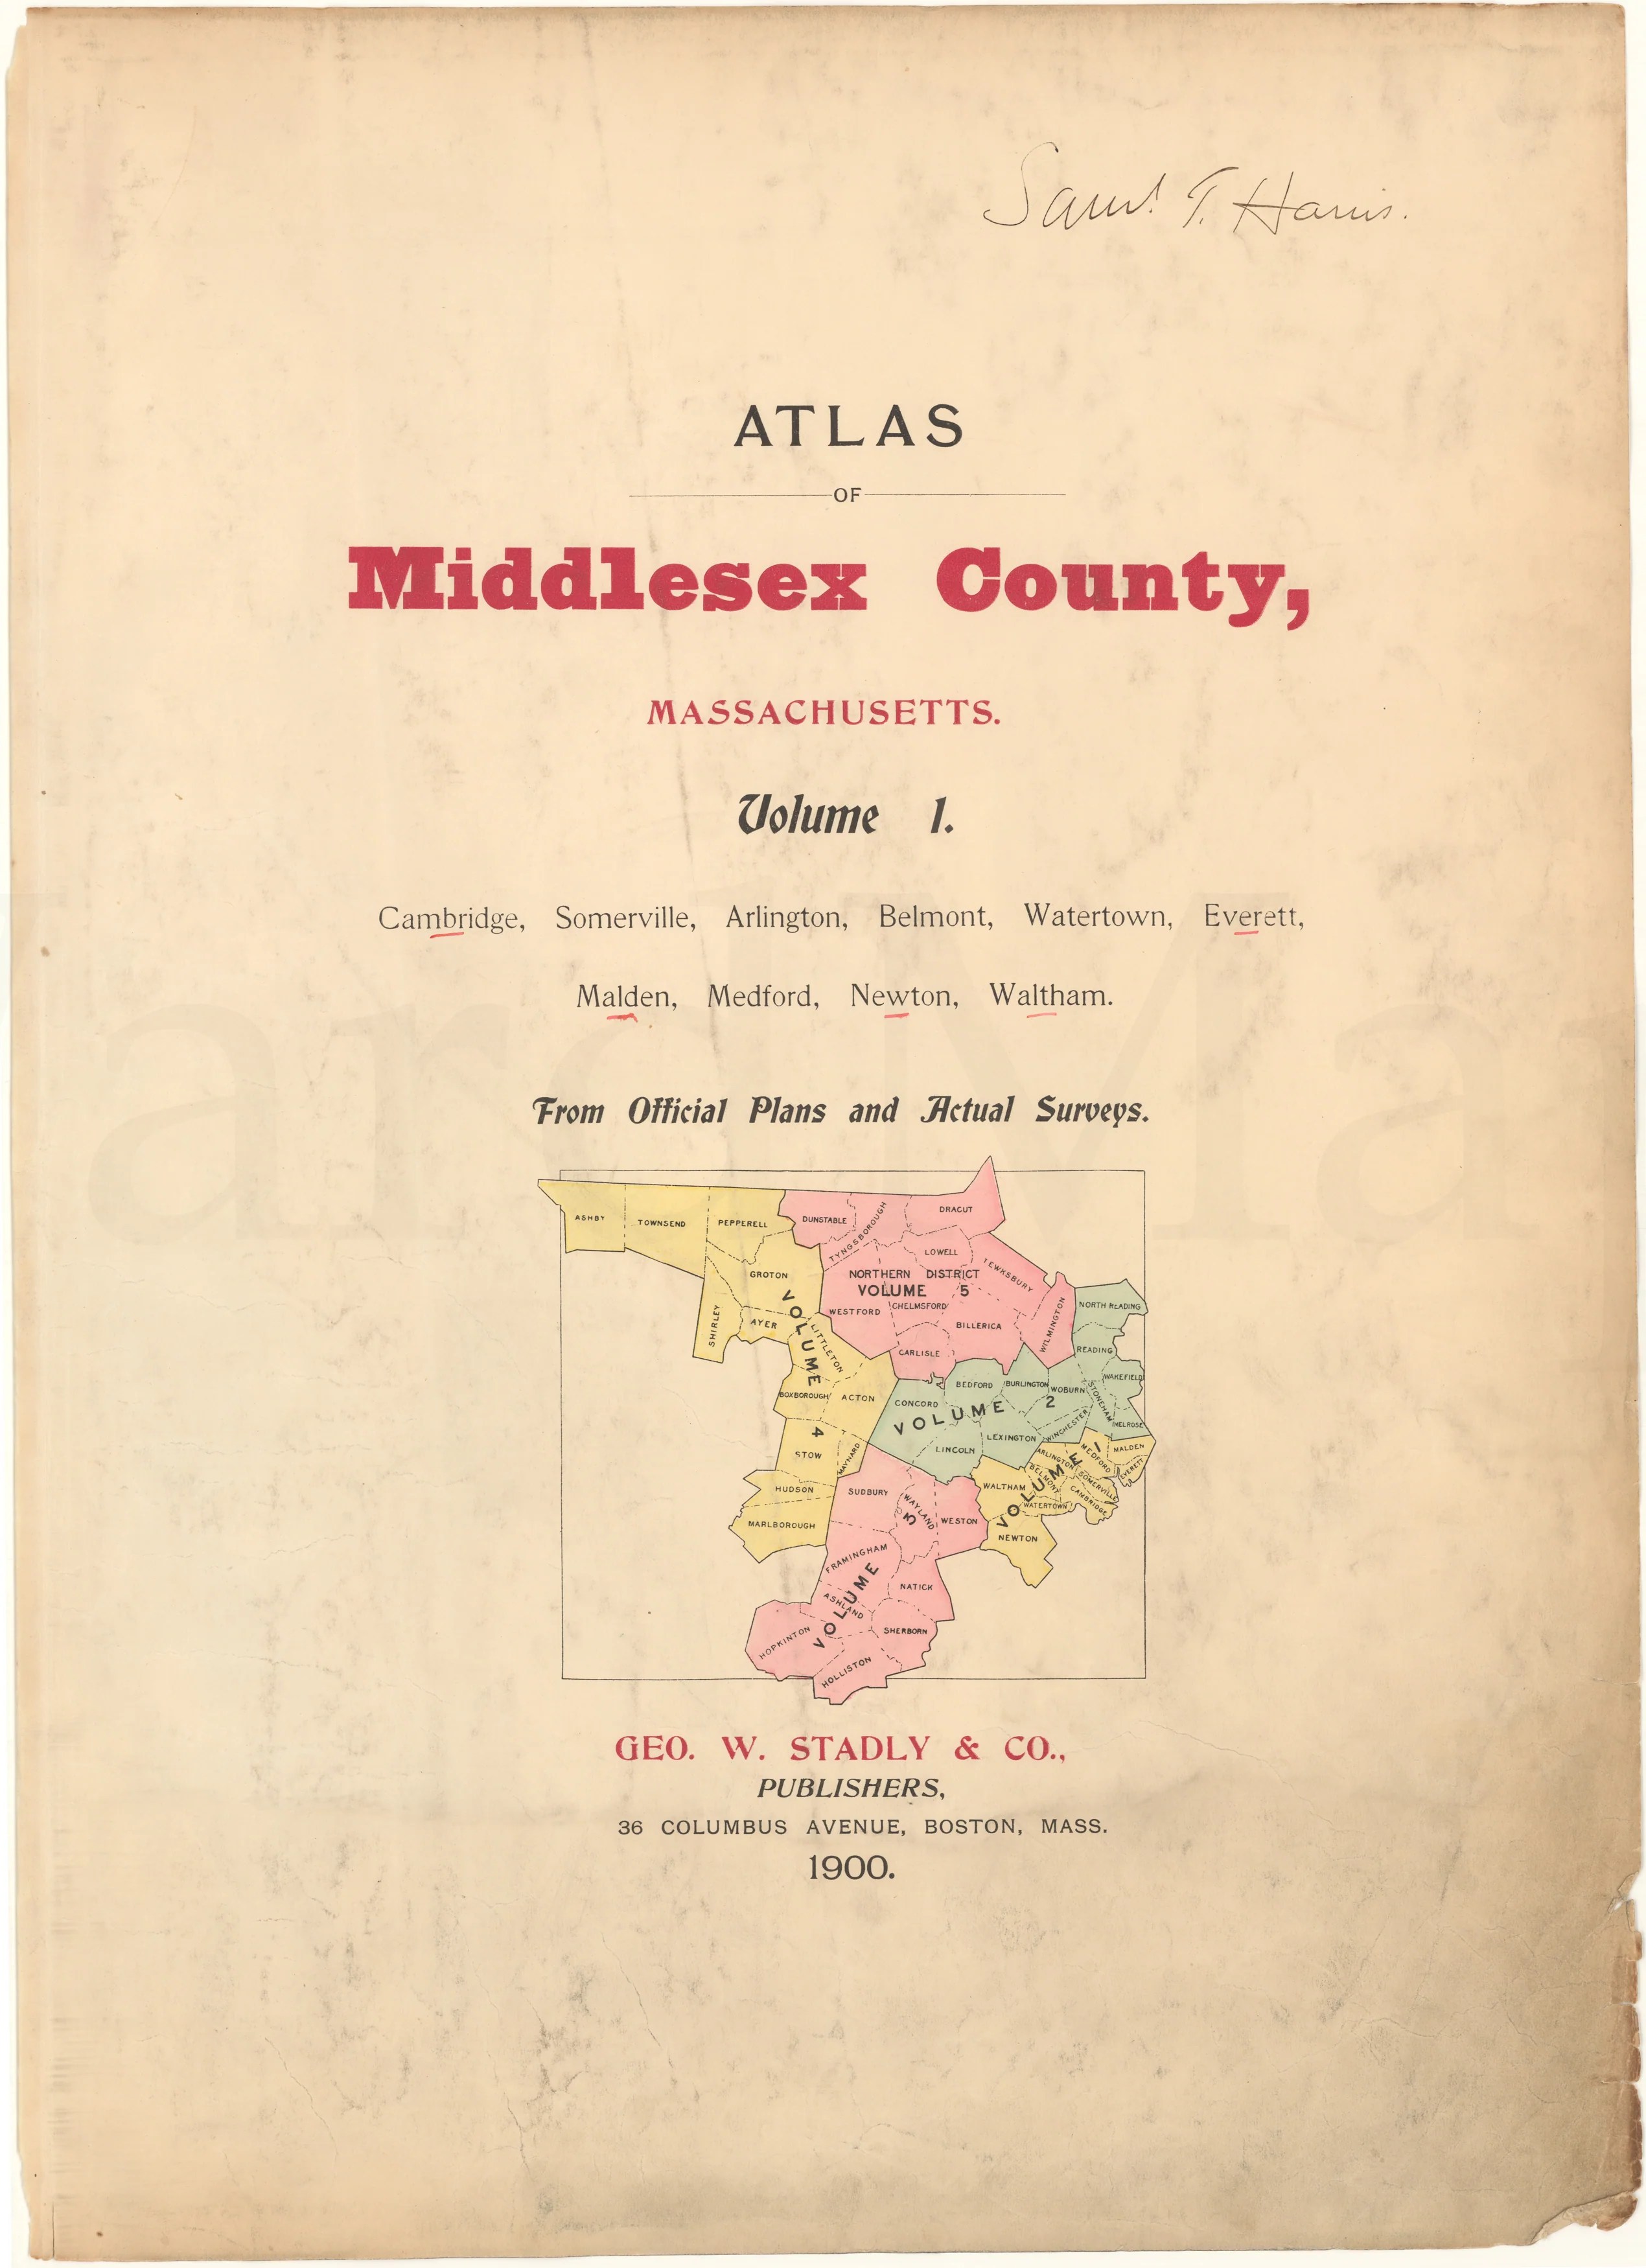 Saml. T. Harris.
ATLAS
OF
Middlesex County,
MASSACHUSETTS.
Volume 1.
Cambridge, Somerville, Arlington, Belmont, Watertown, Everett,
Malden, Medford, Newton, Waltham.
From Official Plans and Actual Surveys.
ASHBY
TOWNSEND
PEPPERELL
DUNSTABLE
TYNGSBOROUGH
DRACUT
LOWELL
TEWKSBURY
GROTON
NORTHERN DISTRICT
VOLUME 5
WESTFORD
CHELMSFORD
BILLERICA
WILMINGTON
NORTH READING
SHIRLEY
AYER
LITTLETON
VOLUME 4
CARLISLE
READING
WAKEFIELD
BOXBOROUGH
ACTON
CONCORD
BEDFORD
BURLINGTON
WOBURN
STONEHAM
MELROSE
VOLUME 2
WINCHESTER
LEXINGTON
LINCOLN
STOW
MAYNARD
ARLINGTON
MEDFORD
MALDEN
EVERETT
BELMONT
SOMERVILLE
CAMBRIDGE
VOLUME 1
WALTHAM
WATERTOWN
NEWTON
HUDSON
SUDBURY
WAYLAND
WESTON
MARLBOROUGH
FRAMINGHAM
NATICK
VOLUME 3
ASHLAND
HOPKINTON
SHERBORN
HOLLISTON
GEO. W. STADLY & CO.,
PUBLISHERS,
36 COLUMBUS AVENUE, BOSTON, MASS.
1900.